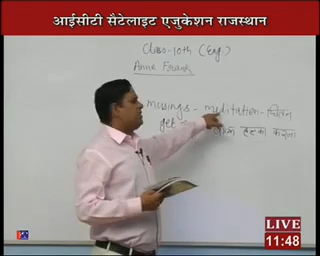 आईसीटी सैटेलाइट एजुकेशन राजस्थान
Class-10th (Eng)
Anne Frank
musings - meditation - चिंतन
get
हल्का करना
LIVE
11:48